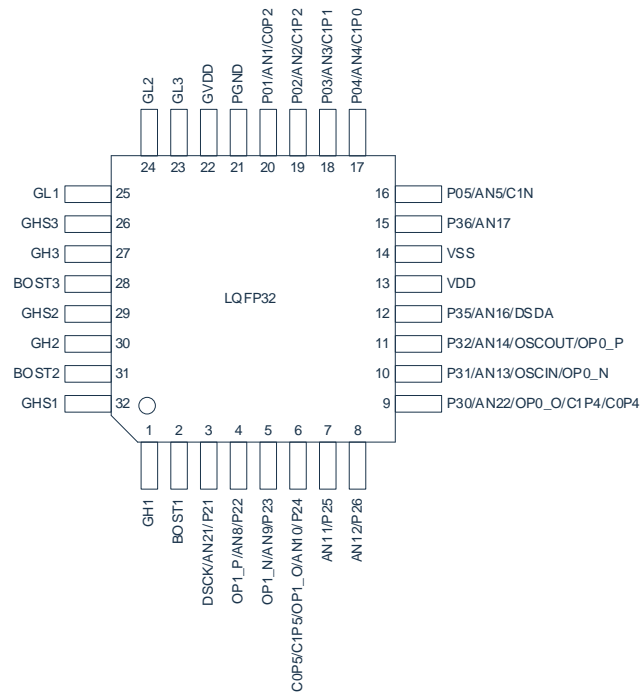 GL2
GL3
GVDD
PGND
P01/AN1/C0P2
P02/AN2/C1P2
P03/AN3/C1P1
P04/AN4/C1P0
24
23
22
21
20
19
18
17
GL1
25
GHS3
26
GH3
27
BOST3
28
GHS2
29
GH2
30
BOST2
31
GHS1
32
LQFP32
16
P05/AN5/C1N
15
P36/AN17
14
VSS
13
VDD
12
P35/AN16/DSDA
11
P32/AN14/OSCOUT/OP0_P
10
P31/AN13/OSCIN/OP0_N
9
P30/AN22/OP0_O/C1P4/C0P4
1
2
3
4
5
6
7
8
GH1
BOST1
DSCK/AN21/P21
OP1_P/AN8/P22
OP1_N/AN9/P23
C0P5/C1P5/OP1_O/AN10/P24
AN11/P25
AN12/P26